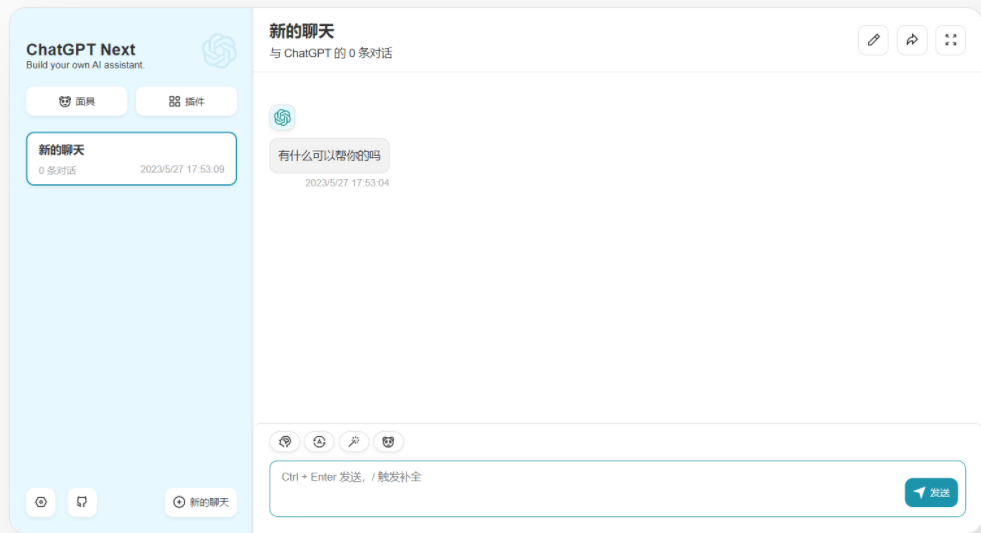 ChatGPT Next
Build your own AI assistant.
面具
插件
新的聊天
0 条对话
2023/5/27 17:53:09
新的聊天
新的聊天
与 ChatGPT 的 0 条对话
有什么可以帮你的吗
2023/5/27 17:53:04
Ctrl + Enter 发送，/ 触发补全
发送